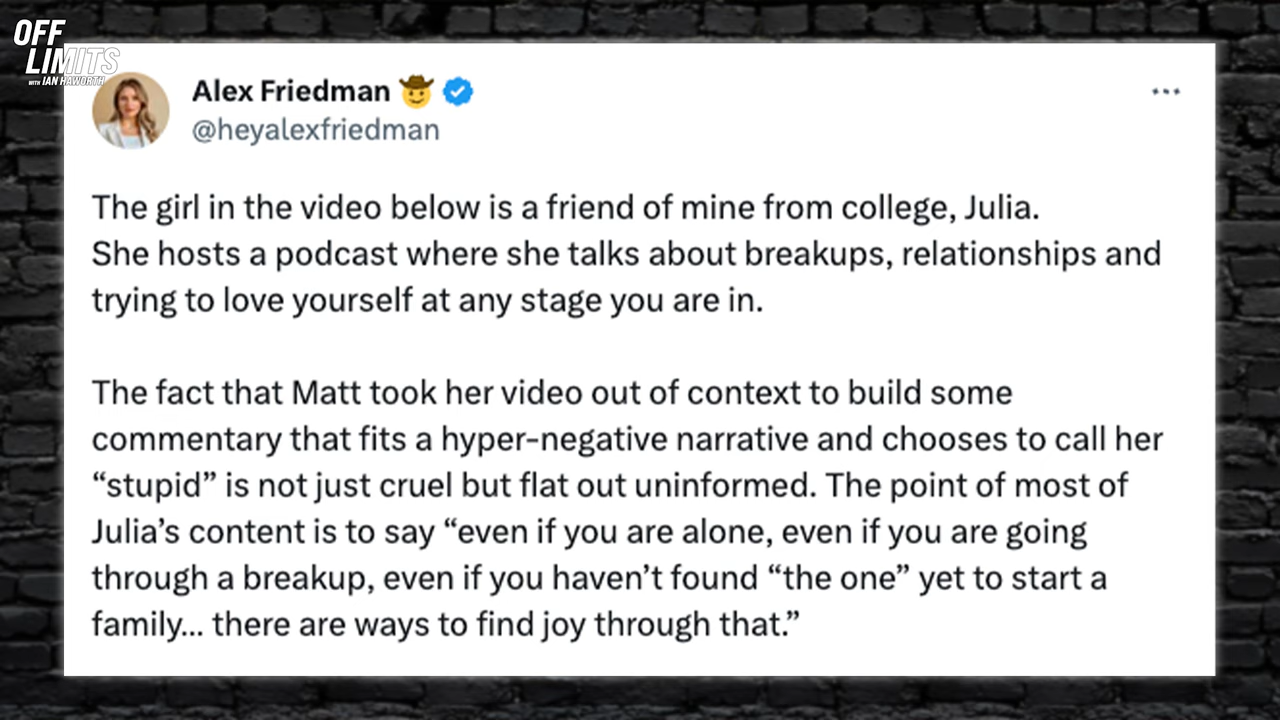 OFF
LIMITS
WITH IAN HAWORTH
Alex Friedman 🤠
@heyalexfriedman
The girl in the video below is a friend of mine from college, Julia.
She hosts a podcast where she talks about breakups, relationships and
trying to love yourself at any stage you are in.
The fact that Matt took her video out of context to build some
commentary that fits a hyper-negative narrative and chooses to call her
“stupid” is not just cruel but flat out uninformed. The point of most of
Julia’s content is to say “even if you are alone, even if you are going
through a breakup, even if you haven’t found “the one” yet to start a
family... there are ways to find joy through that.”